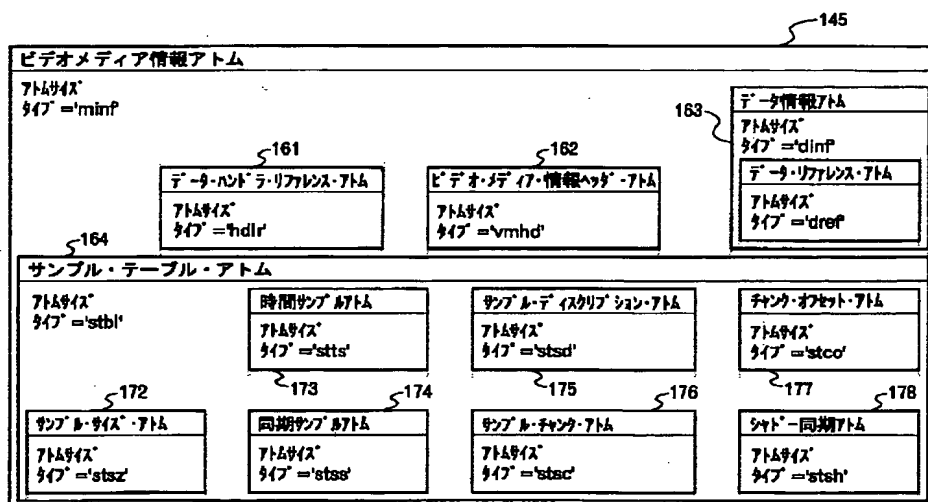 145
ビデオメディア情報アトム
アトムサイズ
タイプ='minf'
163
データ情報アトム
アトムサイズ
タイプ='dinf'
データ・リファレンス・アトム
アトムサイズ
タイプ='dref'
161
データ・ハンドラ・リファレンス・アトム
アトムサイズ
タイプ='hdlr'
162
ビデオ・メディア・情報ヘッダ-アトム
アトムサイズ
タイプ='vmhd'
164
サンプル・テーブル・アトム
アトムサイズ
タイプ='stbl'
時間サンプルアトム
アトムサイズ
タイプ='stts'
173
サンプル・ディスクリプション・アトム
アトムサイズ
タイプ='stsd'
175
チャンク・オフセット・アトム
アトムサイズ
タイプ='stco'
177
172
サンプル・サイズ・アトム
アトムサイズ
タイプ='stsz'
174
同期サンプルアトム
アトムサイズ
タイプ='stss'
176
サンプル・チャンク・アトム
アトムサイズ
タイプ='stsc'
178
シャドー同期アトム
アトムサイズ
タイプ='stsh'